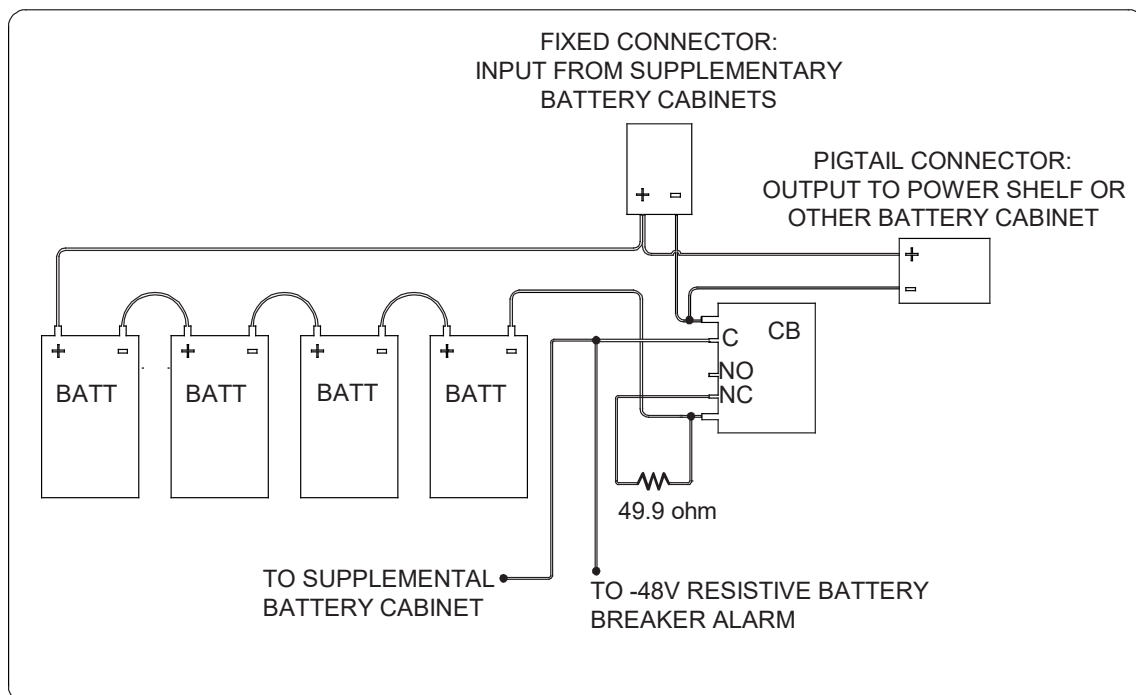 FIXED CONNECTOR:
INPUT FROM SUPPLEMENTARY
BATTERY CABINETS
PIGTAIL CONNECTOR:
OUTPUT TO POWER SHELF OR
OTHER BATTERY CABINET
+ -
+
-
CB
C
NO
NC
+ -
BATT
+ -
BATT
+ -
BATT
+ -
BATT
49.9 ohm
TO SUPPLEMENTAL
BATTERY CABINET
TO -48V RESISTIVE BATTERY
BREAKER ALARM